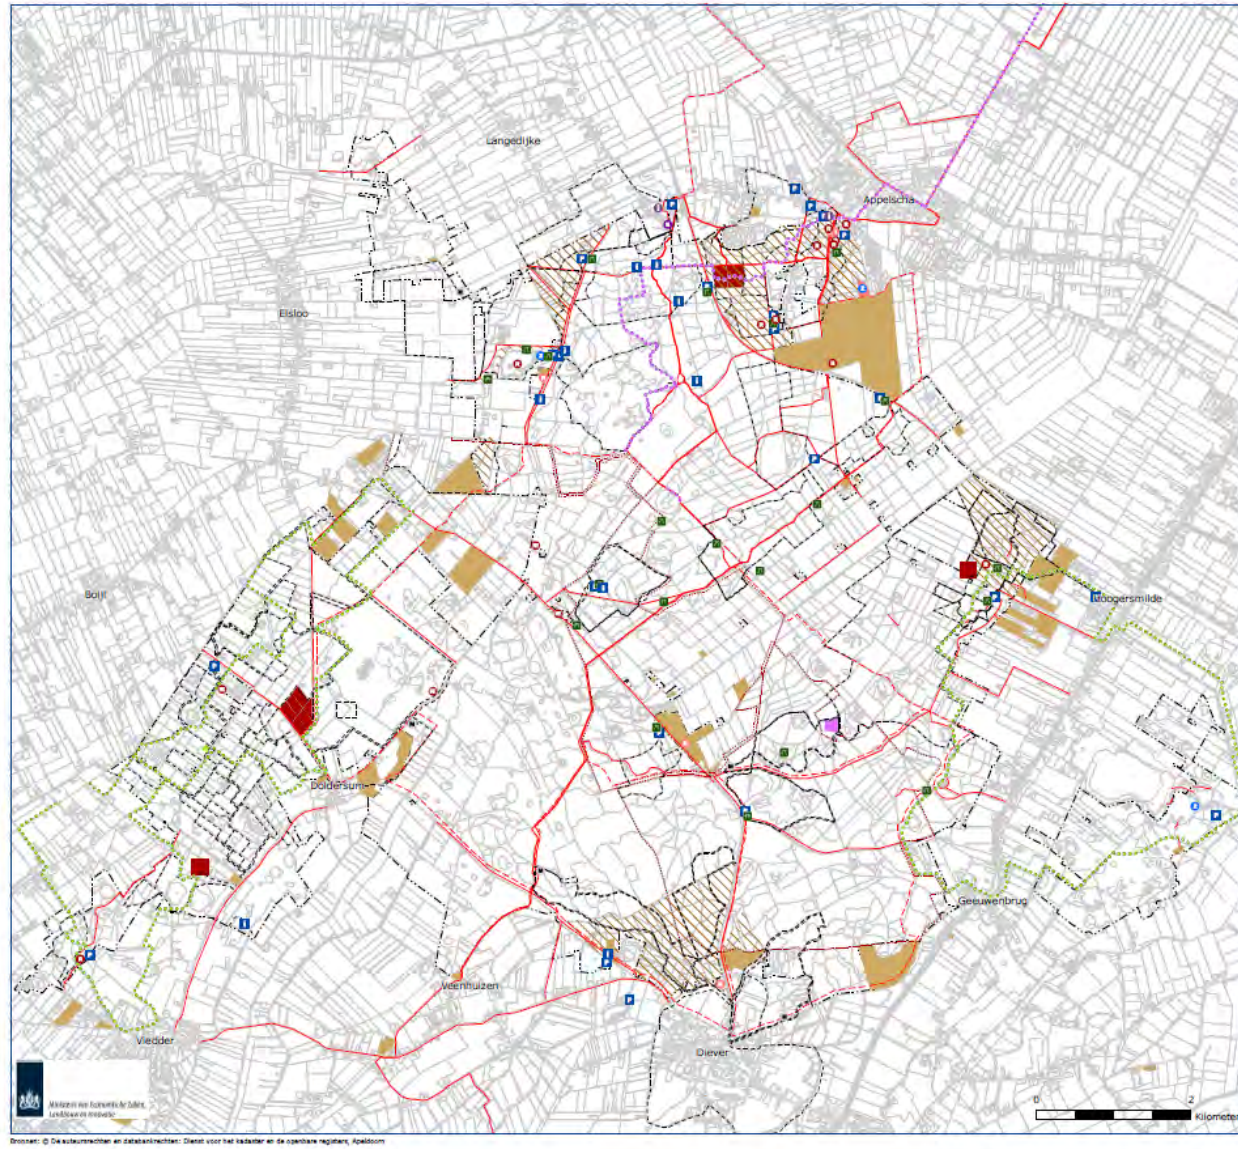 Langedijke
Appelscha
Elsloo
Boijl
Hoogersmilde
Doldersum
Geeuwenbrug
Veenhuizen
Vledder
Diever
Ministerie van Economische Zaken,
Landbouw en Innovatie
0 2
Kilometer
Bronnen: © De auteursrechten en databankrechten: Dienst voor het kadaster en de openbare registers, Apeldoorn